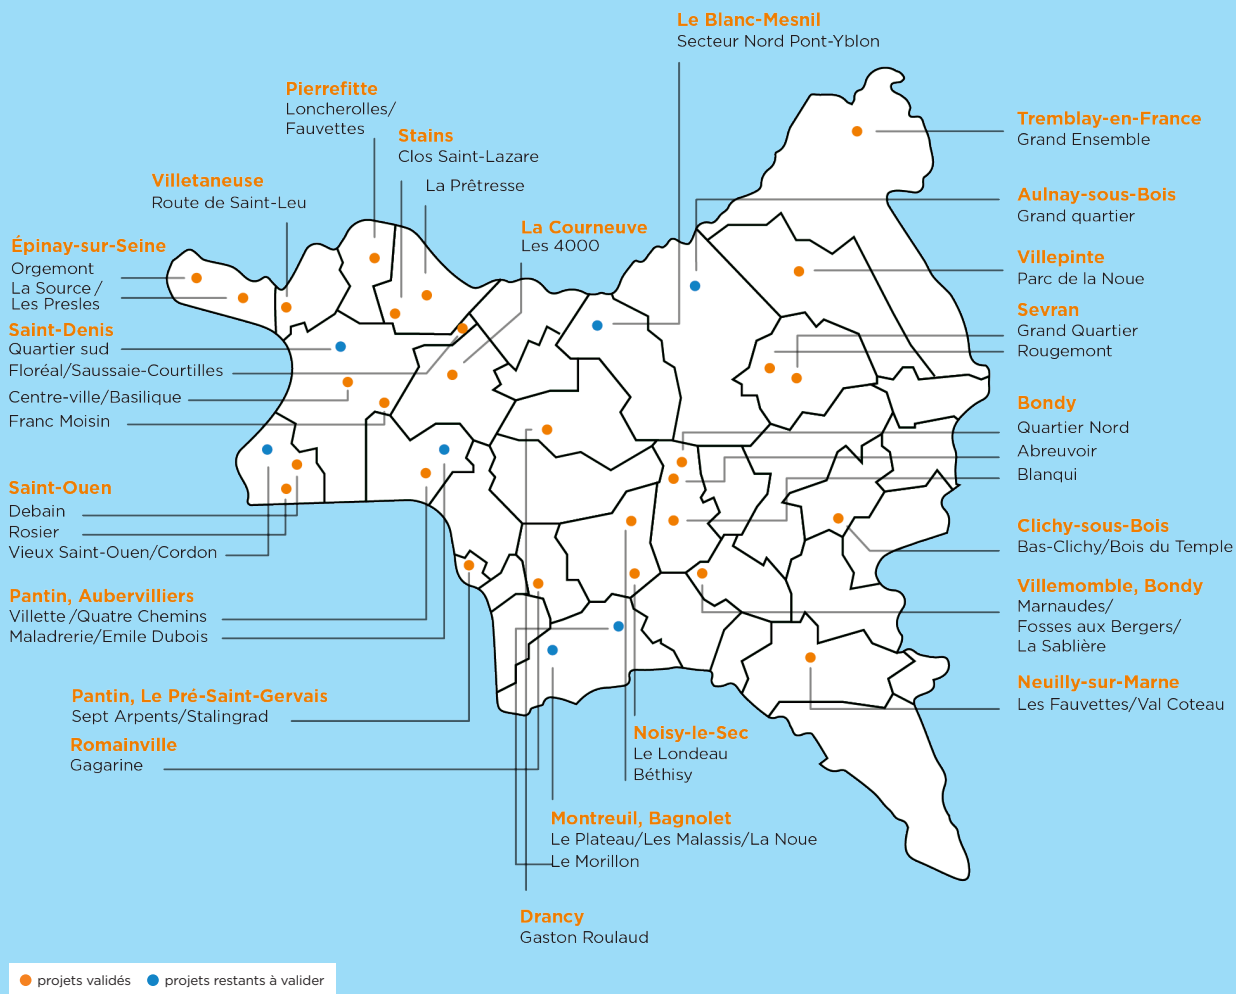 Le Blanc-Mesnil
Secteur Nord Pont-Yblon
Pierrefitte
Loncherolles/
Fauvettes
Stains
Clos Saint-Lazare
La Prêtresse
Villetaneuse
Route de Saint-Leu
La Courneuve
Les 4000
Épinay-sur-Seine
Orgemont
La Source /
Les Presles
Saint-Denis
Quartier sud
Floréal/Saussaie-Courtilles
Centre-ville/Basilique
Franc Moisin
Saint-Ouen
Debain
Rosier
Vieux Saint-Ouen/Cordon
Pantin, Aubervilliers
Villette /Quatre Chemins
Maladrerie/Emile Dubois
Pantin, Le Pré-Saint-Gervais
Sept Arpents/Stalingrad
Romainville
Gagarine
Tremblay-en-France
Grand Ensemble
Aulnay-sous-Bois
Grand quartier
Villepinte
Parc de la Noue
Sevran
Grand Quartier
Rougemont
Bondy
Quartier Nord
Abreuvoir
Blanqui
Clichy-sous-Bois
Bas-Clichy/Bois du Temple
Villemomble, Bondy
Marnaudes/
Fosses aux Bergers/
La Sablière
Neuilly-sur-Marne
Les Fauvettes/Val Coteau
Noisy-le-Sec
Le Londeau
Béthisy
Montreuil, Bagnolet
Le Plateau/Les Malassis/La Noue
Le Morillon
Drancy
Gaston Roulaud
projets validés
projets restants à valider